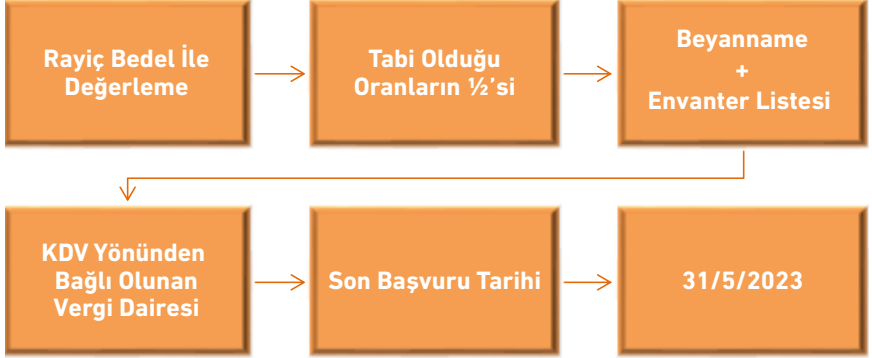 Rayiç Bedel İle
Değerleme
Tabi Olduğu
Oranların ½’si
Beyanname
+
Envanter Listesi
KDV Yönünden
Bağlı Olunan
Vergi Dairesi
Son Başvuru Tarihi
31/5/2023